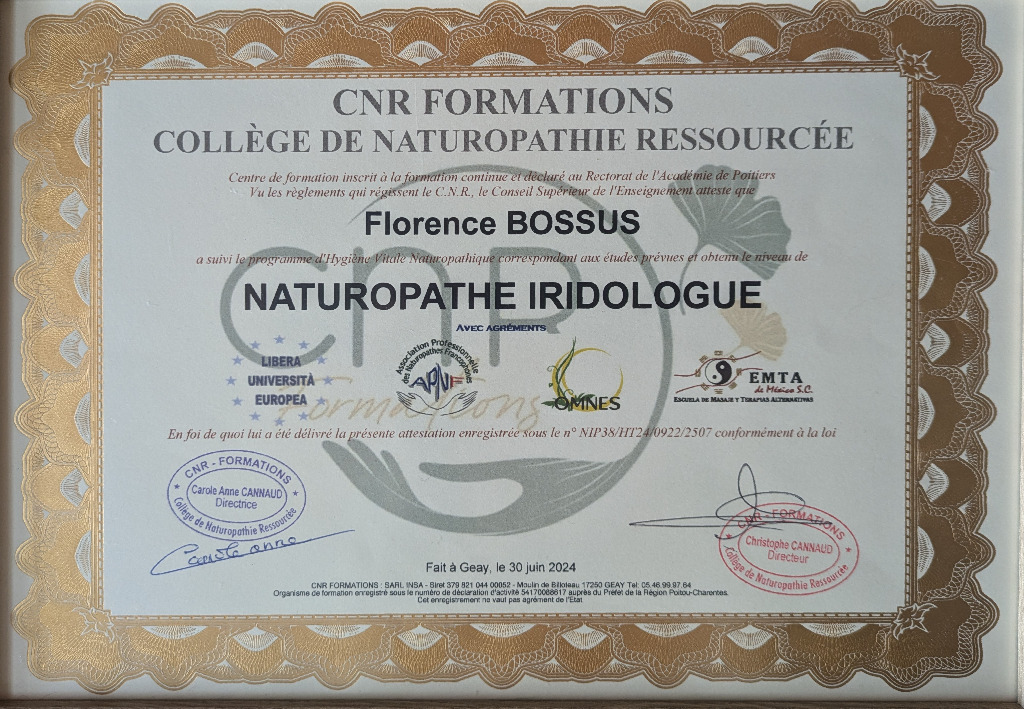 CNR FORMATIONS
COLLÈGE DE NATUROPATHIE RESSOURCÉE
Centre de formation inscrit à la formation continue et déclaré au Rectorat de l'Académie de Poitiers
Vu les règlements qui régissent le C.N.R., le Conseil Supérieur de l'Enseignement atteste que
Florence BOSSUS
a suivi le programme d'Hygiène Vitale Naturopathique correspondant aux études prévues et obtenu le niveau de
CNR
NATUROPATHE IRIDOLOGUE
AVEC AGRÉMENTS
LIBERA
UNIVERSITÀ
EUROPEA
Association Professionnelle
des Naturopathes Francophones
APNF
OMNES
EMTA
de México S.C.
ESCUELA DE MASAJE Y TERAPIAS ALTERNATIVAS
Formations
En foi de quoi lui a été délivré la présente attestation enregistrée sous le n° NIP38/HT24/0922/2507 conformément à la loi
CNR - FORMATIONS
Carole Anne CANNAUD
Directrice
Collège de Naturopathie Ressourcée
Carole anne
CNR - FORMATIONS
Christophe CANNAUD
Directeur
Collège de Naturopathie Ressourcée
Fait à Geay, le 30 juin 2024
CNR FORMATIONS : SARL INSA - Siret 379 821 044 00052 - Moulin de Billoteau 17250 GEAY Tel; 05.46.99.97.64
Organisme de formation enregistré sous le numéro de déclaration d'activité 54170088617 auprès du Préfet de la Région Poitou-Charentes.
Cet enregistrement ne vaut pas agrément de l'Etat